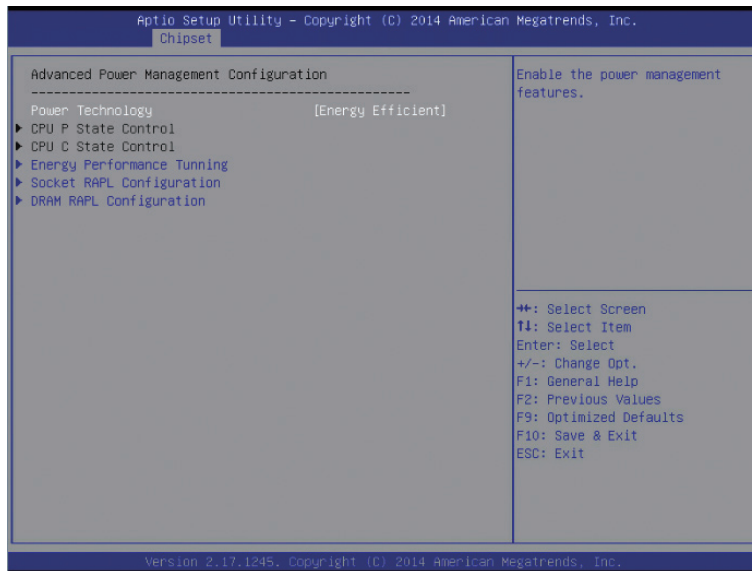 Aptio Setup Utility – Copyright (C) 2014 American Megatrends, Inc.
Chipset
Advanced Power Management Configuration
--------------------------------------------------
Power Technology [Energy Efficient]
► CPU P State Control
► CPU C State Control
► Energy Performance Tunning
► Socket RAPL Configuration
► DRAM RAPL Configuration
Enable the power management
features.
→←: Select Screen
↑↓: Select Item
Enter: Select
+/-: Change Opt.
F1: General Help
F2: Previous Values
F9: Optimized Defaults
F10: Save & Exit
ESC: Exit
Version 2.17.1245. Copyright (C) 2014 American Megatrends, Inc.